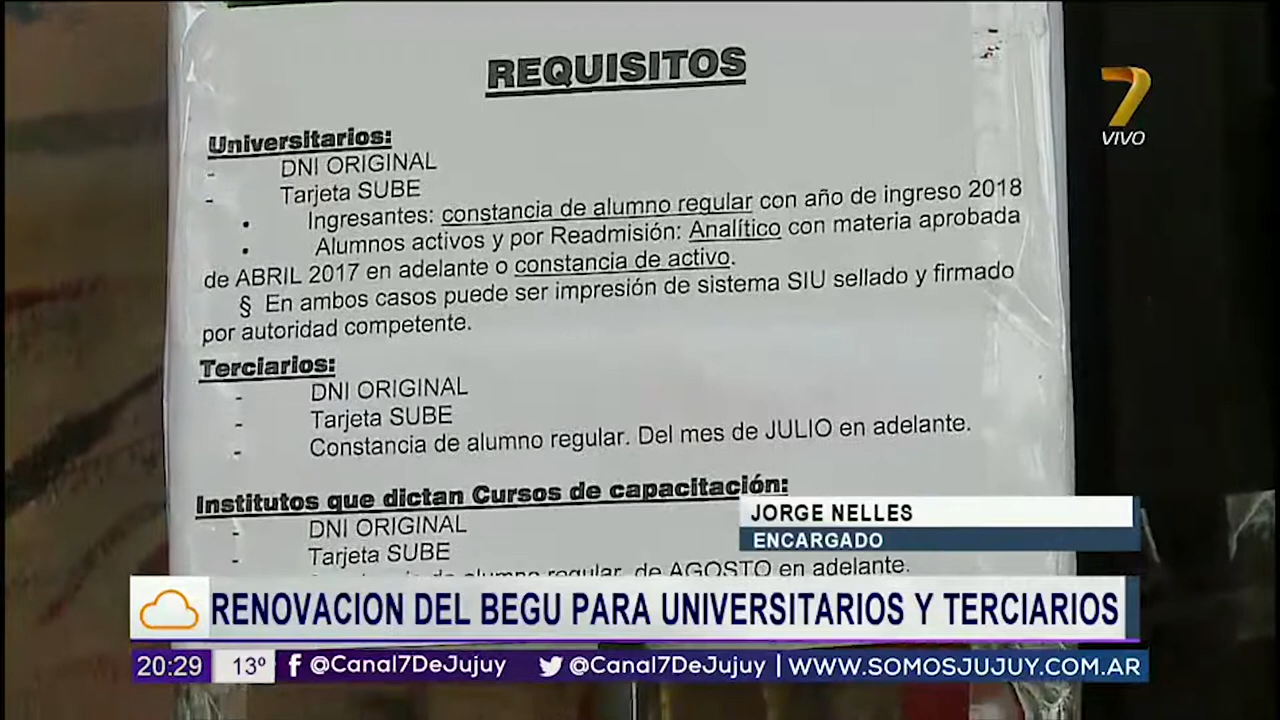 REQUISITOS
7
VIVO
Universitarios:
- DNI ORIGINAL
- Tarjeta SUBE
• Ingresantes: constancia de alumno regular con año de ingreso 2018
• Alumnos activos y por Readmisión: Analítico con materia aprobada
de ABRIL 2017 en adelante o constancia de activo.
§ En ambos casos puede ser impresión de sistema SIU sellado y firmado
por autoridad competente.
Terciarios:
- DNI ORIGINAL
- Tarjeta SUBE
- Constancia de alumno regular. Del mes de JULIO en adelante.
Institutos que dictan Cursos de capacitación:
- DNI ORIGINAL
- Tarjeta SUBE
de alumno regular. de AGOSTO en adelante.
JORGE NELLES
ENCARGADO
RENOVACION DEL BEGU PARA UNIVERSITARIOS Y TERCIARIOS
20:29 13º @Canal7DeJujuy @Canal7DeJujuy | WWW.SOMOSJUJUY.COM.AR